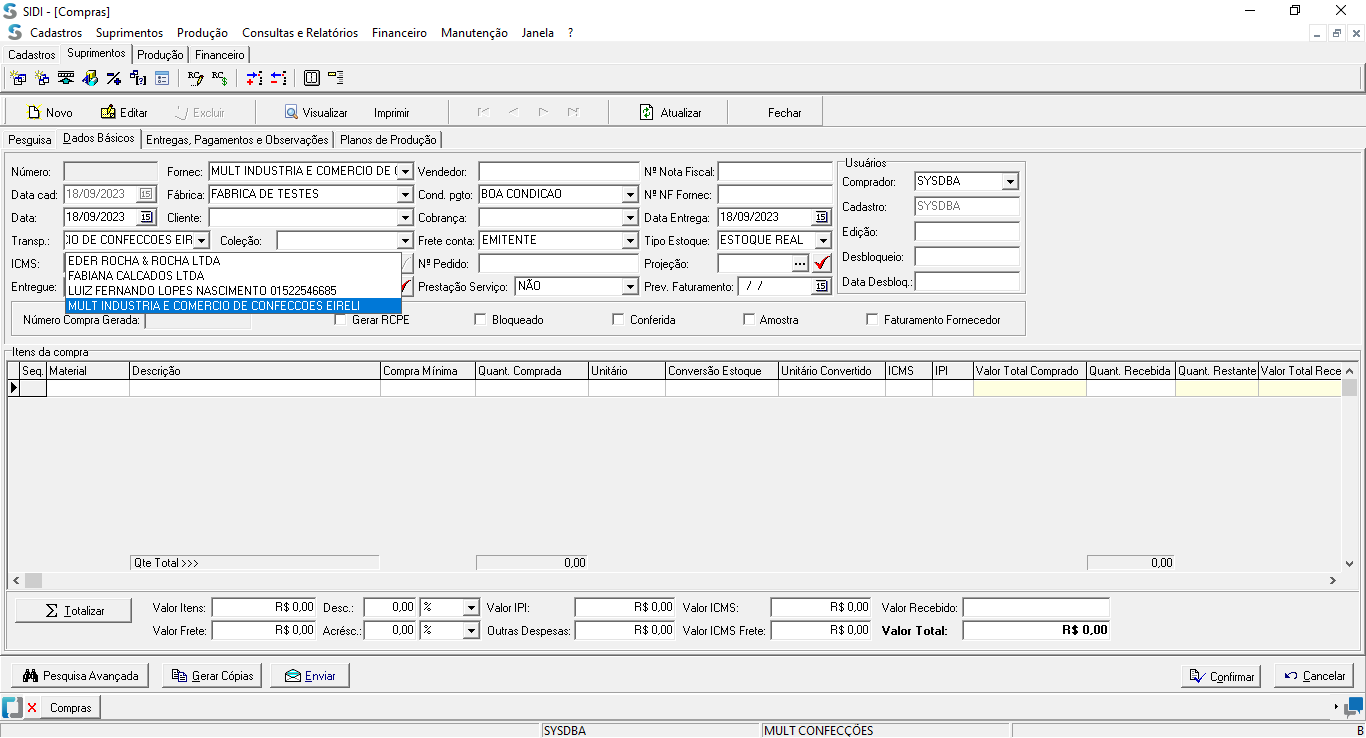 SIDI - [Compras]
Cadastros Suprimentos Produção Consultas e Relatórios Financeiro Manutenção Janela ?
Cadastros Suprimentos Produção Financeiro
Novo Editar Excluir Visualizar Imprimir Atualizar Fechar
Pesquisa Dados Básicos Entregas, Pagamentos e Observações Planos de Produção
Número: Fornec: MULT INDUSTRIA E COMERCIO DE ( Vendedor: Nº Nota Fiscal: Usuários
Data cad: 18/09/2023 15 Fábrica: FABRICA DE TESTES Cond. pgto: BOA CONDICAO Nº NF Fornec: Comprador: SYSDBA
Data: 18/09/2023 15 Cliente: Cobrança: Data Entrega: 18/09/2023 15 Cadastro: SYSDBA
Transp.: IO DE CONFECCOES EIR Coleção: Frete conta: EMITENTE Tipo Estoque: ESTOQUE REAL Edição:
ICMS: EDER ROCHA & ROCHA LTDA Nº Pedido: Projeção: ... Desbloqueio:
FABIANA CALCADOS LTDA
Entregue: LUIZ FERNANDO LOPES NASCIMENTO 01522546685 Prestação Serviço: NÃO Prev. Faturamento: / / 15 Data Desbloq.:
MULT INDUSTRIA E COMERCIO DE CONFECCOES EIRELI
Número Compra Gerada: Gerar RCPE Bloqueado Conferida Amostra Faturamento Fornecedor
Itens da compra
Seq. Material Descrição Compra Mínima Quant. Comprada Unitário Conversão Estoque Unitário Convertido ICMS IPI Valor Total Comprado Quant. Recebida Quant. Restante Valor Total Rece
Qte Total >>> 0,00 0,00
Σ Totalizar Valor Itens: R$ 0,00 Desc.: 0,00 % Valor IPI: R$ 0,00 Valor ICMS: R$ 0,00 Valor Recebido:
Valor Frete: R$ 0,00 Acrésc.: 0,00 % Outras Despesas: R$ 0,00 Valor ICMS Frete: R$ 0,00 Valor Total: R$ 0,00
Pesquisa Avançada Gerar Cópias Enviar Confirmar Cancelar
Compras
SYSDBA MULT CONFECÇÕES B